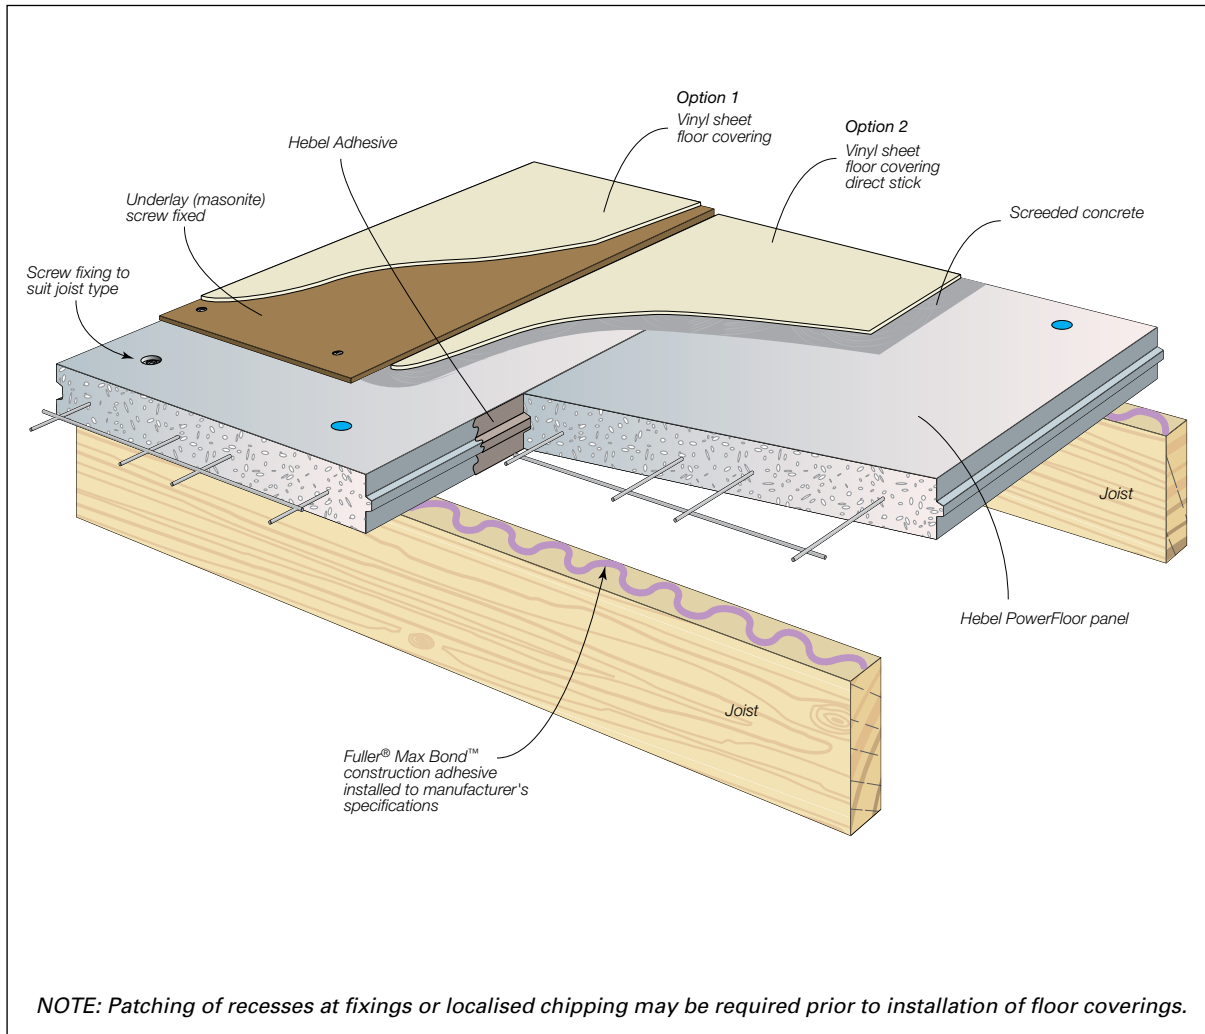 Option 1
Vinyl sheet
floor covering
Option 2
Vinyl sheet
floor covering
direct stick
Hebel Adhesive
Underlay (masonite)
screw fixed
Screeded concrete
Screw fixing to
suit joist type
Joist
Hebel PowerFloor panel
Joist
Fuller® Max Bond™
construction adhesive
installed to manufacturer's
specifications
NOTE: Patching of recesses at fixings or localised chipping may be required prior to installation of floor coverings.